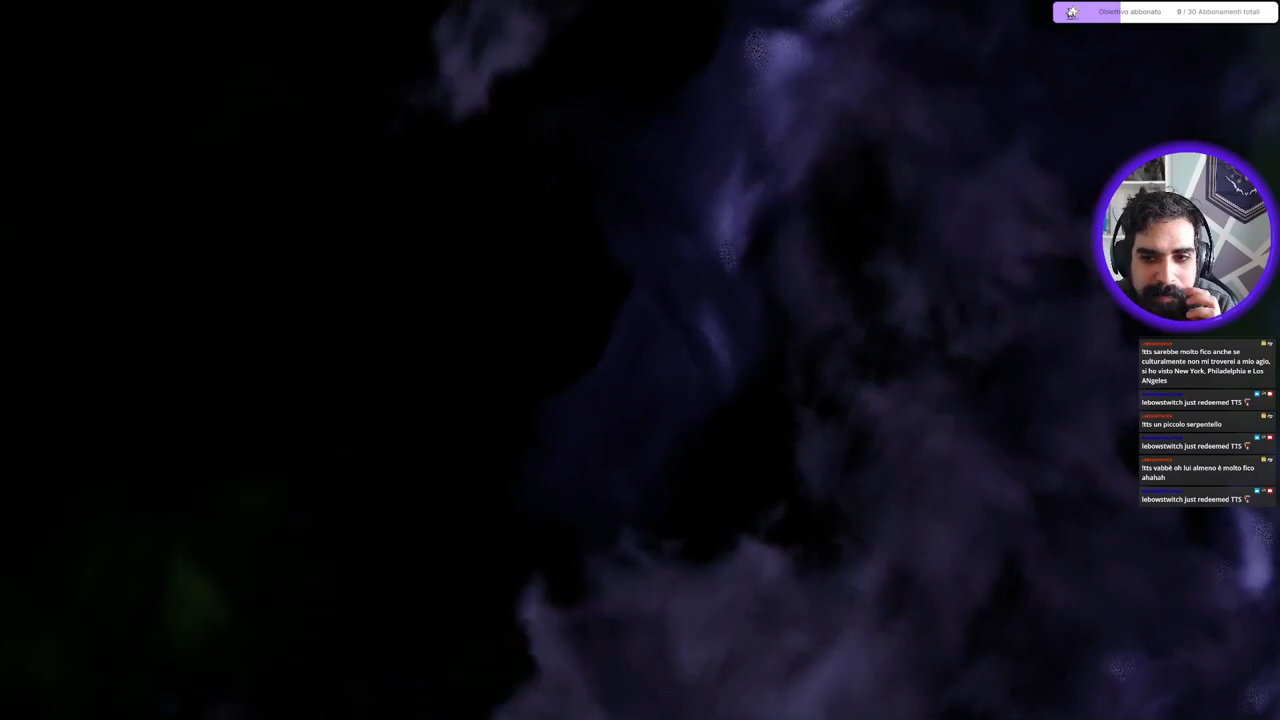 Obiettivo abbonato 9 / 30 Abbonamenti totali
!tts sarebbe molto fico anche se
culturalmente non mi troverei a mio agio,
si ho visto New York, Philadelphia e Los
ANgeles
lebowstwitch just redeemed TTS
!tts un piccolo serpentello
lebowstwitch just redeemed TTS
!tts vabbè oh lui almeno è molto fico
ahahah
lebowstwitch just redeemed TTS